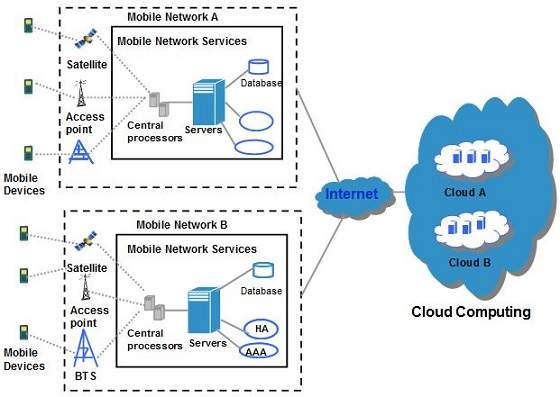 Mobile Network A
Mobile Network Services
Satellite
Database
Access
point
Central
processors
Servers
Mobile
Devices
Internet
Cloud A
Cloud B
Cloud Computing
Mobile Network B
Mobile Network Services
Satellite
Database
Access
point
Central
processors
Servers
HA
AAA
Mobile
Devices
BTS